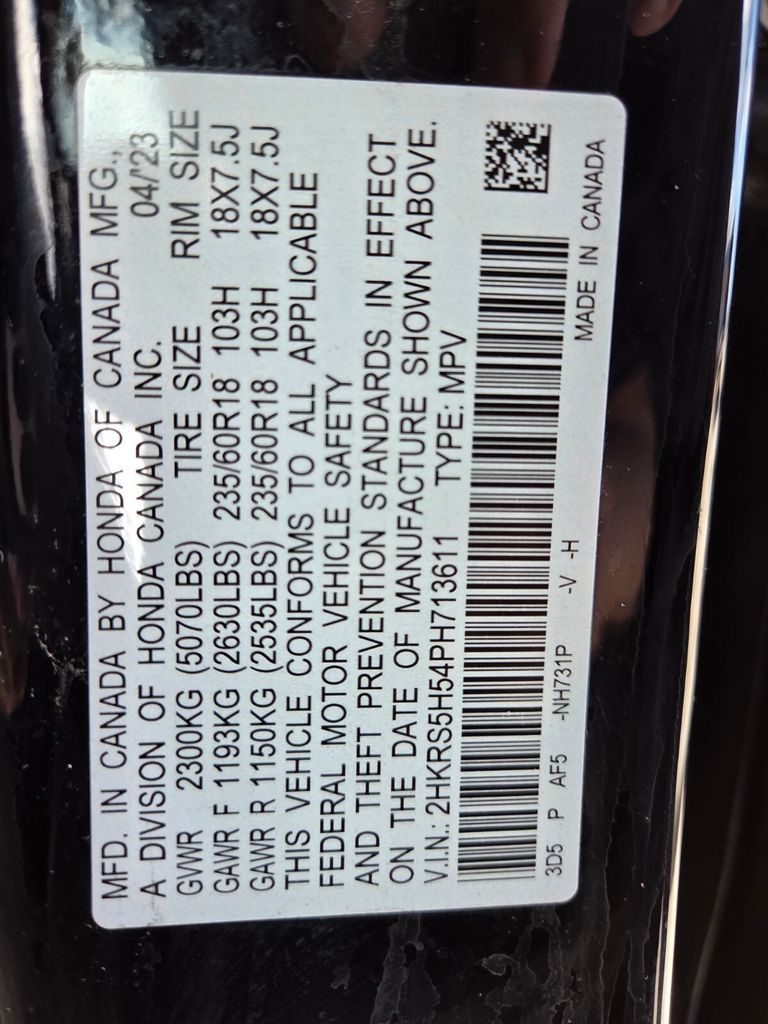 MFD. IN CANADA BY HONDA OF CANADA MFG.,
A DIVISION OF HONDA CANADA INC. 04/'23
GVWR 2300KG (5070LBS) TIRE SIZE RIM SIZE
GAWR F 1193KG (2630LBS) 235/60R18 103H 18X7.5J
GAWR R 1150KG (2535LBS) 235/60R18 103H 18X7.5J
THIS VEHICLE CONFORMS TO ALL APPLICABLE
FEDERAL MOTOR VEHICLE SAFETY
AND THEFT PREVENTION STANDARDS IN EFFECT
ON THE DATE OF MANUFACTURE SHOWN ABOVE.
V.I.N.: 2HKRS5H54PH713611 TYPE: MPV
3D5 P AF5 -NH731P -V -H MADE IN CANADA